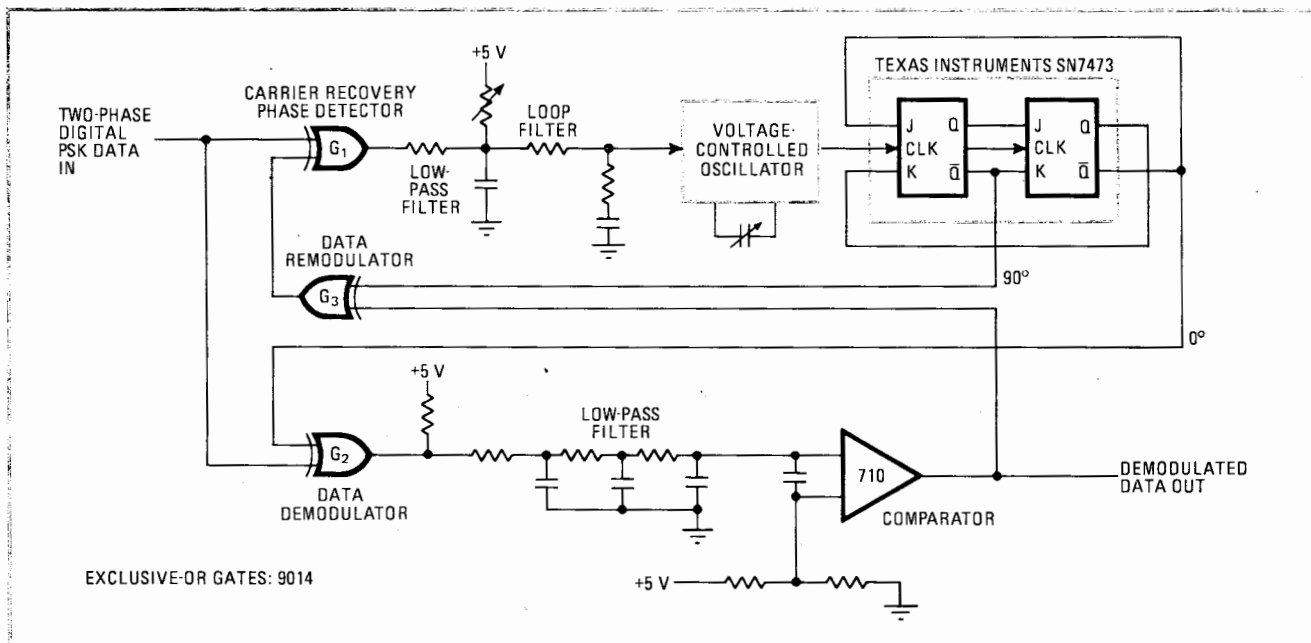 TEXAS INSTRUMENTS SN7473
+5 V
CARRIER RECOVERY
PHASE DETECTOR
TWO-PHASE
DIGITAL
PSK DATA
IN
G1
LOW-
PASS
FILTER
LOOP
FILTER
VOLTAGE-
CONTROLLED
OSCILLATOR
J Q
CLK
K Q̅
J Q
CLK
K Q̅
DATA
REMODULATOR
G3
90°
0°
+5 V
G2
DATA
DEMODULATOR
LOW-PASS
FILTER
710
COMPARATOR
DEMODULATED
DATA OUT
+5 V
EXCLUSIVE-OR GATES: 9014